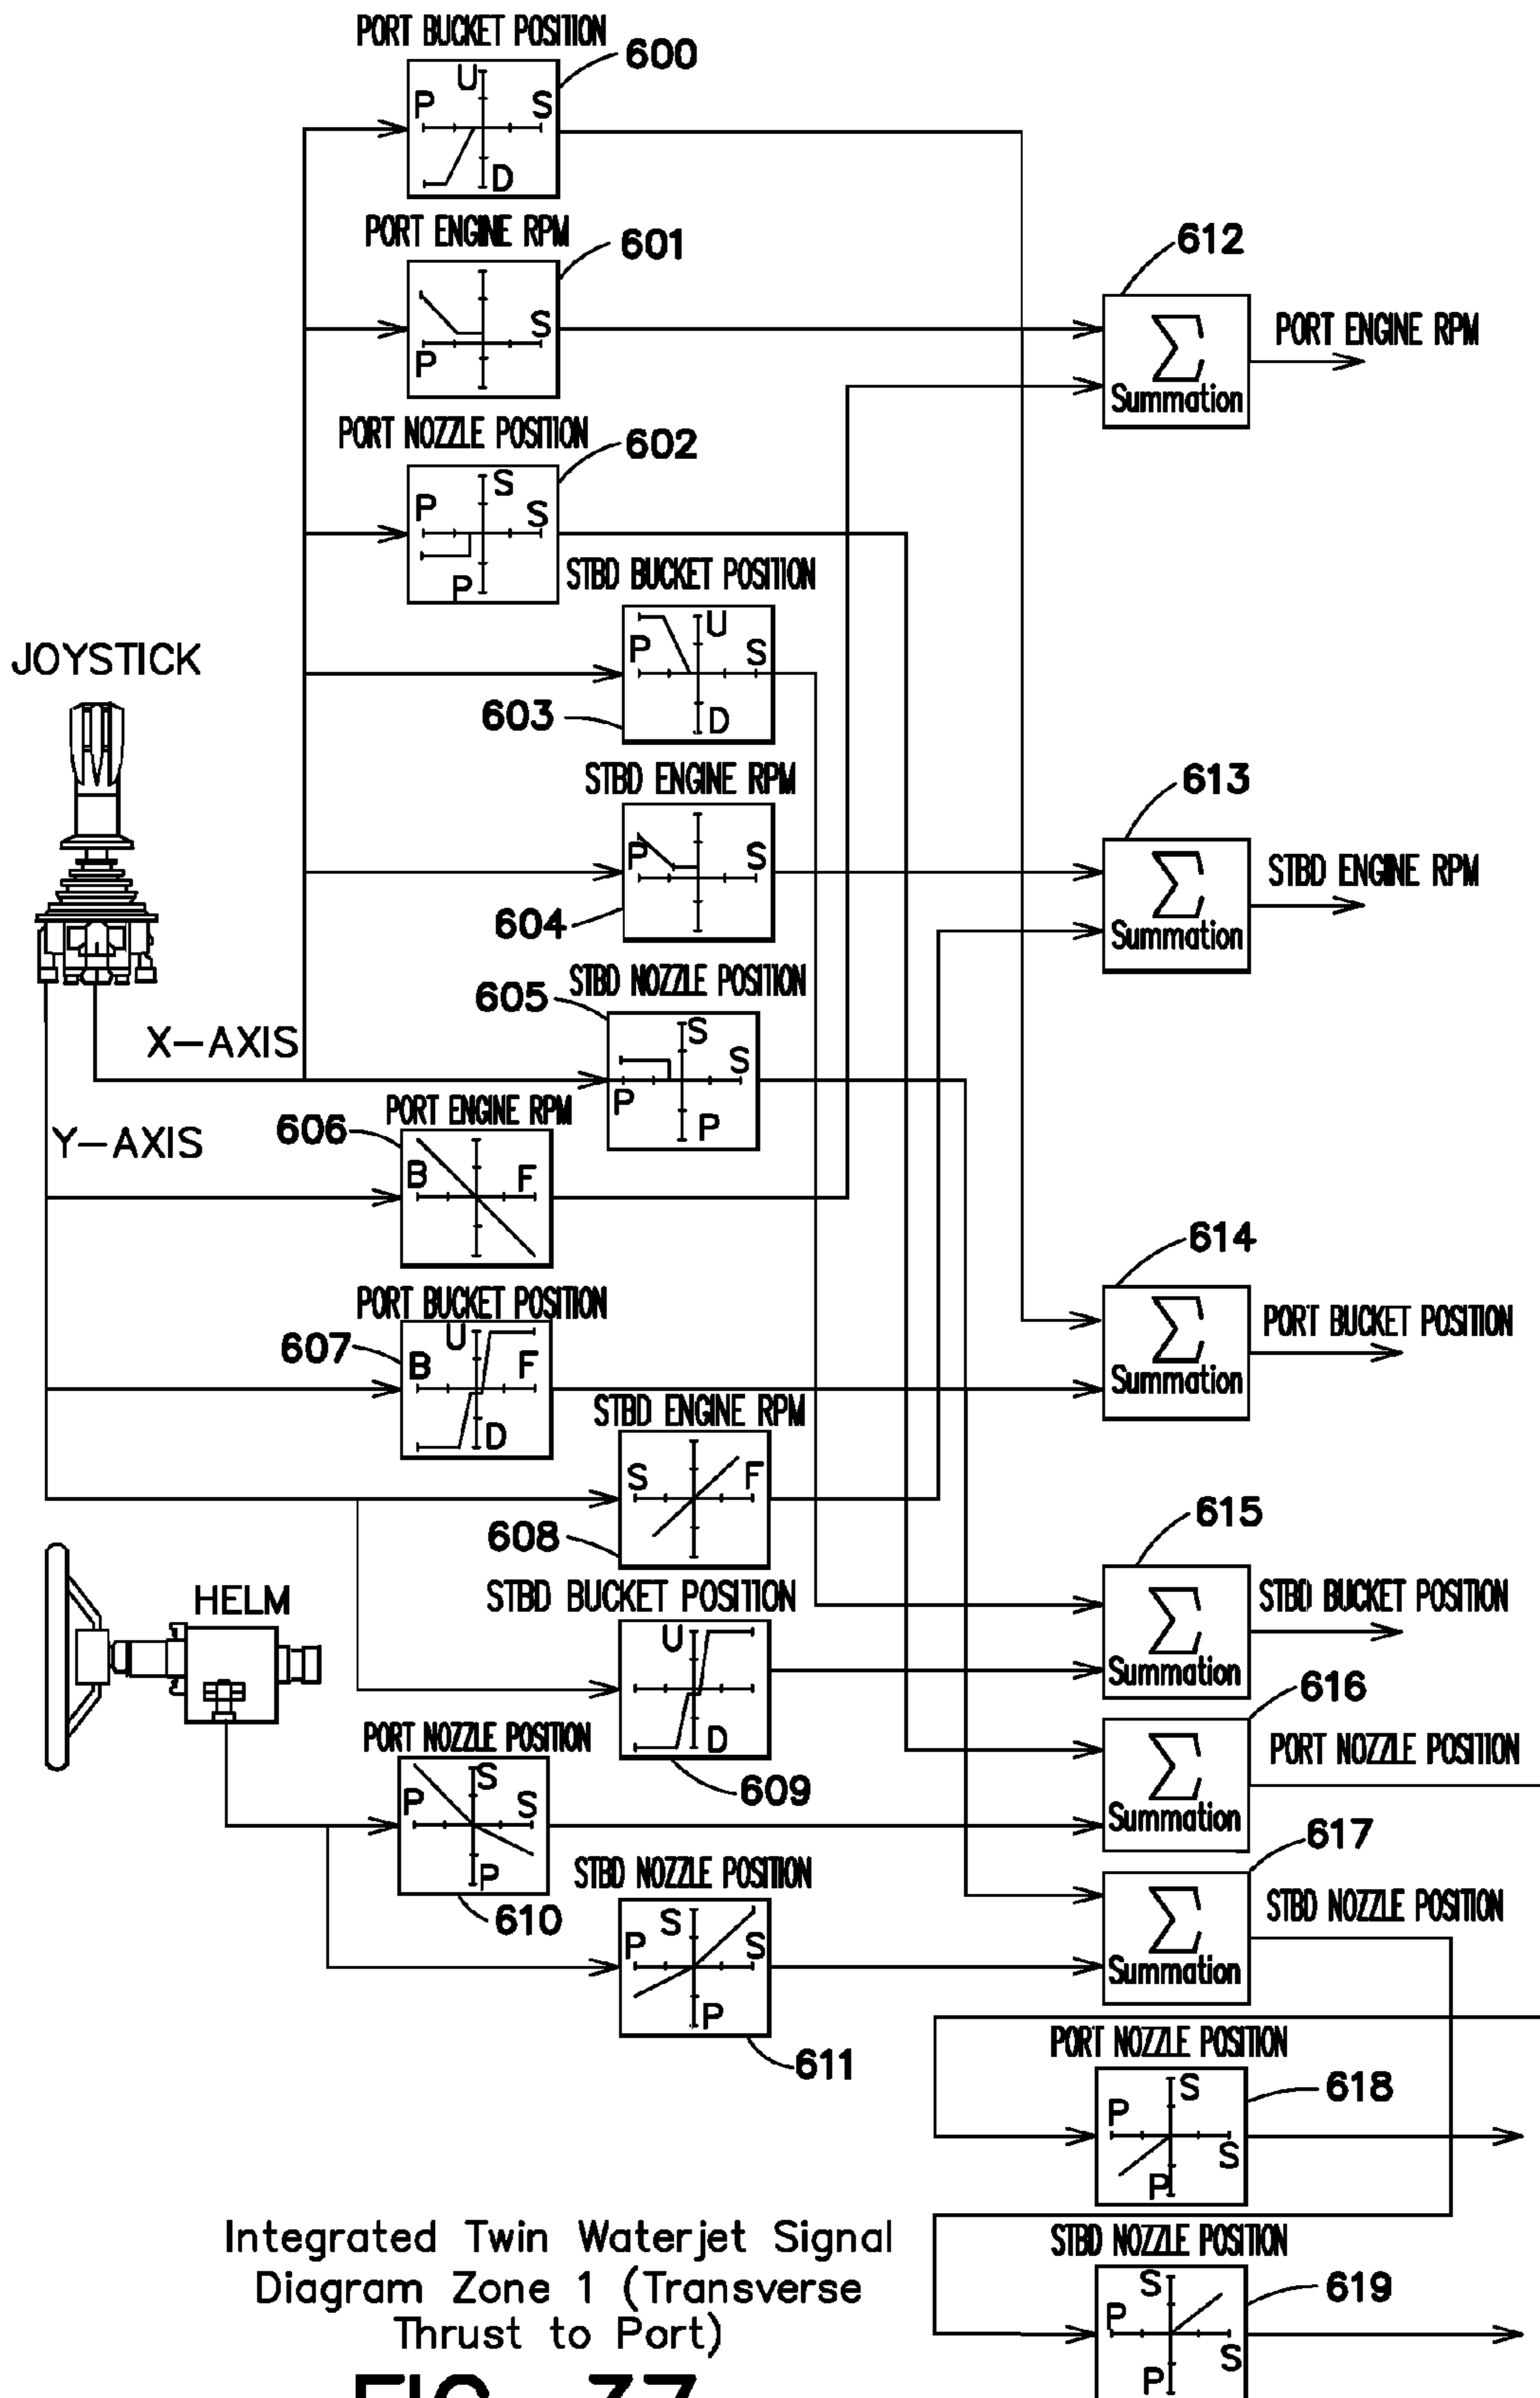 PORT BUCKET POSITION
600
U
P
S
D
PORT ENGINE RPM
601
S
P
612
Σ
Summation
PORT ENGINE RPM
PORT NOZZLE POSITION
602
S
P
S
P
STBD BUCKET POSITION
U
P
S
D
603
JOYSTICK
STBD ENGINE RPM
P
S
604
613
Σ
Summation
STBD ENGINE RPM
STBD NOZZLE POSITION
605
S
S
P
P
X-AXIS
Y-AXIS
PORT ENGINE RPM
606
B
F
PORT BUCKET POSITION
607
U
B
F
D
614
Σ
Summation
PORT BUCKET POSITION
STBD ENGINE RPM
S
F
608
615
Σ
Summation
STBD BUCKET POSITION
HELM
STBD BUCKET POSITION
U
D
609
616
Σ
Summation
PORT NOZZLE POSITION
PORT NOZZLE POSITION
S
P
S
P
610
617
Σ
Summation
STBD NOZZLE POSITION
STBD NOZZLE POSITION
S
P
S
P
611
PORT NOZZLE POSITION
618
S
P
S
P
STBD NOZZLE POSITION
619
S
P
S
P
Integrated Twin Waterjet Signal
Diagram Zone 1 (Transverse
Thrust to Port)
FIG. 37